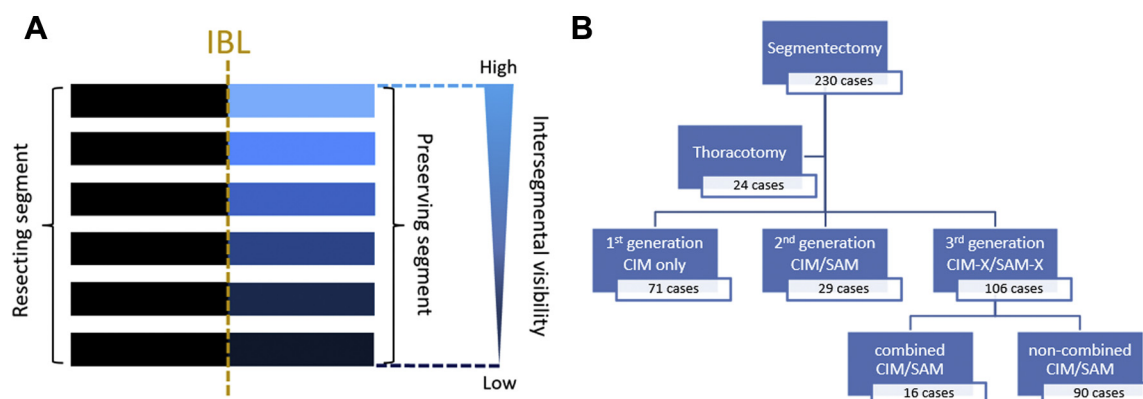 A
IBL
High
Resecting segment
Preserving segment
Intersegmental visibility
Low
B
Segmentectomy
230 cases
Thoracotomy
24 cases
1st generation
CIM only
71 cases
2nd generation
CIM/SAM
29 cases
3rd generation
CIM-X/SAM-X
106 cases
combined
CIM/SAM
16 cases
non-combined
CIM/SAM
90 cases